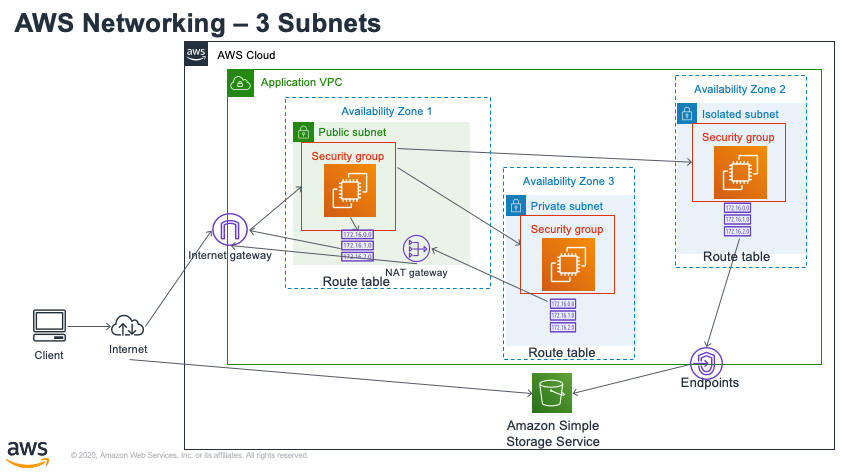 AWS Networking – 3 Subnets
aws
AWS Cloud
Application VPC
Availability Zone 1
Public subnet
Security group
172.16.0.0
172.16.1.0
172.16.2.0
Route table
NAT gateway
Internet gateway
Availability Zone 2
Isolated subnet
Security group
172.16.0.0
172.16.1.0
172.16.2.0
Route table
Availability Zone 3
Private subnet
Security group
172.16.0.0
172.16.1.0
172.16.2.0
Route table
Client
Internet
Endpoints
Amazon Simple
Storage Service
aws
© 2020, Amazon Web Services, Inc. or its affiliates. All rights reserved.